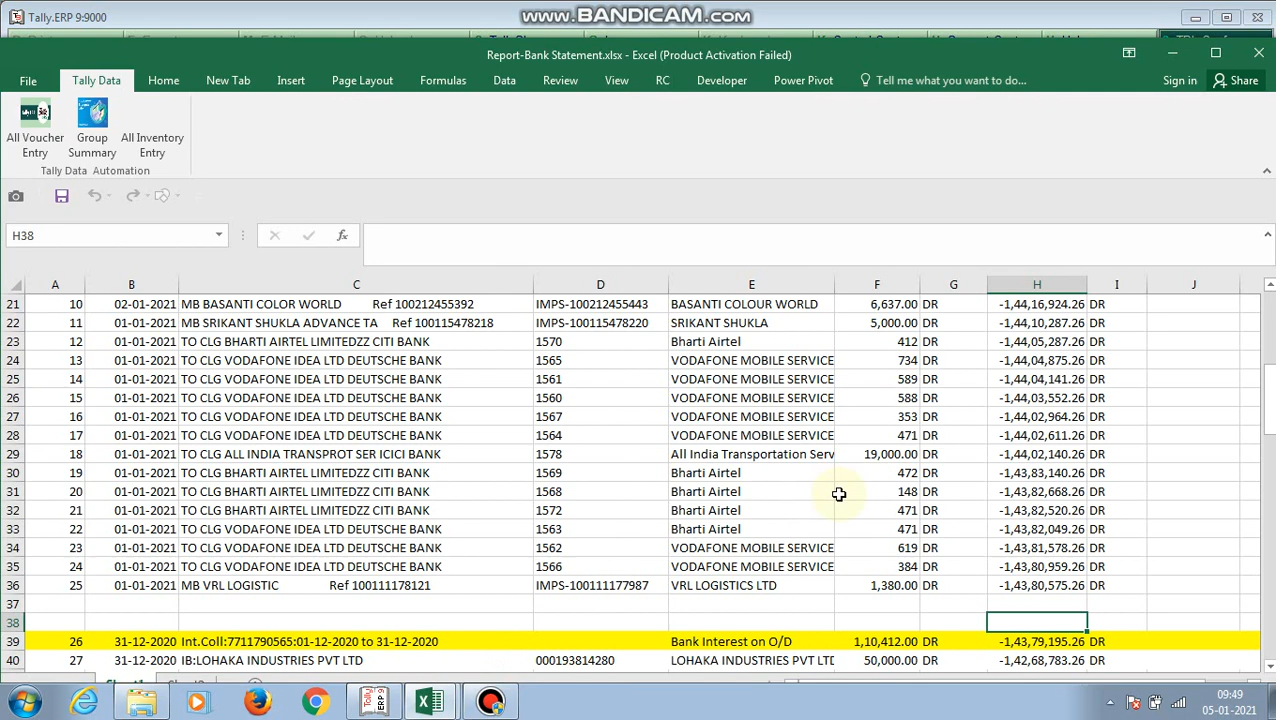 Tally.ERP 9:9000
www.BANDICAM.com
Report-Bank Statement.xlsx - Excel (Product Activation Failed)
File Tally Data Home New Tab Insert Page Layout Formulas Data Review View RC Developer Power Pivot Tell me what you want to do... Sign in Share
All Voucher Entry
Group Summary
All Inventory Entry
Tally Data Automation
H38 fx
A B C D E F G H I J
21 10 02-01-2021 MB BASANTI COLOR WORLD Ref 100212455392 IMPS-100212455443 BASANTI COLOUR WORLD 6,637.00 DR -1,44,16,924.26 DR
22 11 01-01-2021 MB SRIKANT SHUKLA ADVANCE TA Ref 100115478218 IMPS-100115478220 SRIKANT SHUKLA 5,000.00 DR -1,44,10,287.26 DR
23 12 01-01-2021 TO CLG BHARTI AIRTEL LIMITEDZZ CITI BANK 1570 Bharti Airtel 412 DR -1,44,05,287.26 DR
24 13 01-01-2021 TO CLG VODAFONE IDEA LTD DEUTSCHE BANK 1565 VODAFONE MOBILE SERVICE 734 DR -1,44,04,875.26 DR
25 14 01-01-2021 TO CLG VODAFONE IDEA LTD DEUTSCHE BANK 1561 VODAFONE MOBILE SERVICE 589 DR -1,44,04,141.26 DR
26 15 01-01-2021 TO CLG VODAFONE IDEA LTD DEUTSCHE BANK 1560 VODAFONE MOBILE SERVICE 588 DR -1,44,03,552.26 DR
27 16 01-01-2021 TO CLG VODAFONE IDEA LTD DEUTSCHE BANK 1567 VODAFONE MOBILE SERVICE 353 DR -1,44,02,964.26 DR
28 17 01-01-2021 TO CLG VODAFONE IDEA LTD DEUTSCHE BANK 1564 VODAFONE MOBILE SERVICE 471 DR -1,44,02,611.26 DR
29 18 01-01-2021 TO CLG ALL INDIA TRANSPROT SER ICICI BANK 1578 All India Transportation Serv 19,000.00 DR -1,44,02,140.26 DR
30 19 01-01-2021 TO CLG BHARTI AIRTEL LIMITEDZZ CITI BANK 1569 Bharti Airtel 472 DR -1,43,83,140.26 DR
31 20 01-01-2021 TO CLG BHARTI AIRTEL LIMITEDZZ CITI BANK 1568 Bharti Airtel 148 DR -1,43,82,668.26 DR
32 21 01-01-2021 TO CLG BHARTI AIRTEL LIMITEDZZ CITI BANK 1572 Bharti Airtel 471 DR -1,43,82,520.26 DR
33 22 01-01-2021 TO CLG BHARTI AIRTEL LIMITEDZZ CITI BANK 1563 Bharti Airtel 471 DR -1,43,82,049.26 DR
34 23 01-01-2021 TO CLG VODAFONE IDEA LTD DEUTSCHE BANK 1562 VODAFONE MOBILE SERVICE 619 DR -1,43,81,578.26 DR
35 24 01-01-2021 TO CLG VODAFONE IDEA LTD DEUTSCHE BANK 1566 VODAFONE MOBILE SERVICE 384 DR -1,43,80,959.26 DR
36 25 01-01-2021 MB VRL LOGISTIC Ref 100111178121 IMPS-100111177987 VRL LOGISTICS LTD 1,380.00 DR -1,43,80,575.26 DR
37
38
39 26 31-12-2020 Int.Coll:7711790565:01-12-2020 to 31-12-2020 Bank Interest on O/D 1,10,412.00 DR -1,43,79,195.26 DR
40 27 31-12-2020 IB:LOHAKA INDUSTRIES PVT LTD 000193814280 LOHAKA INDUSTRIES PVT LTD 50,000.00 DR -1,42,68,783.26 DR
09:49
05-01-2021